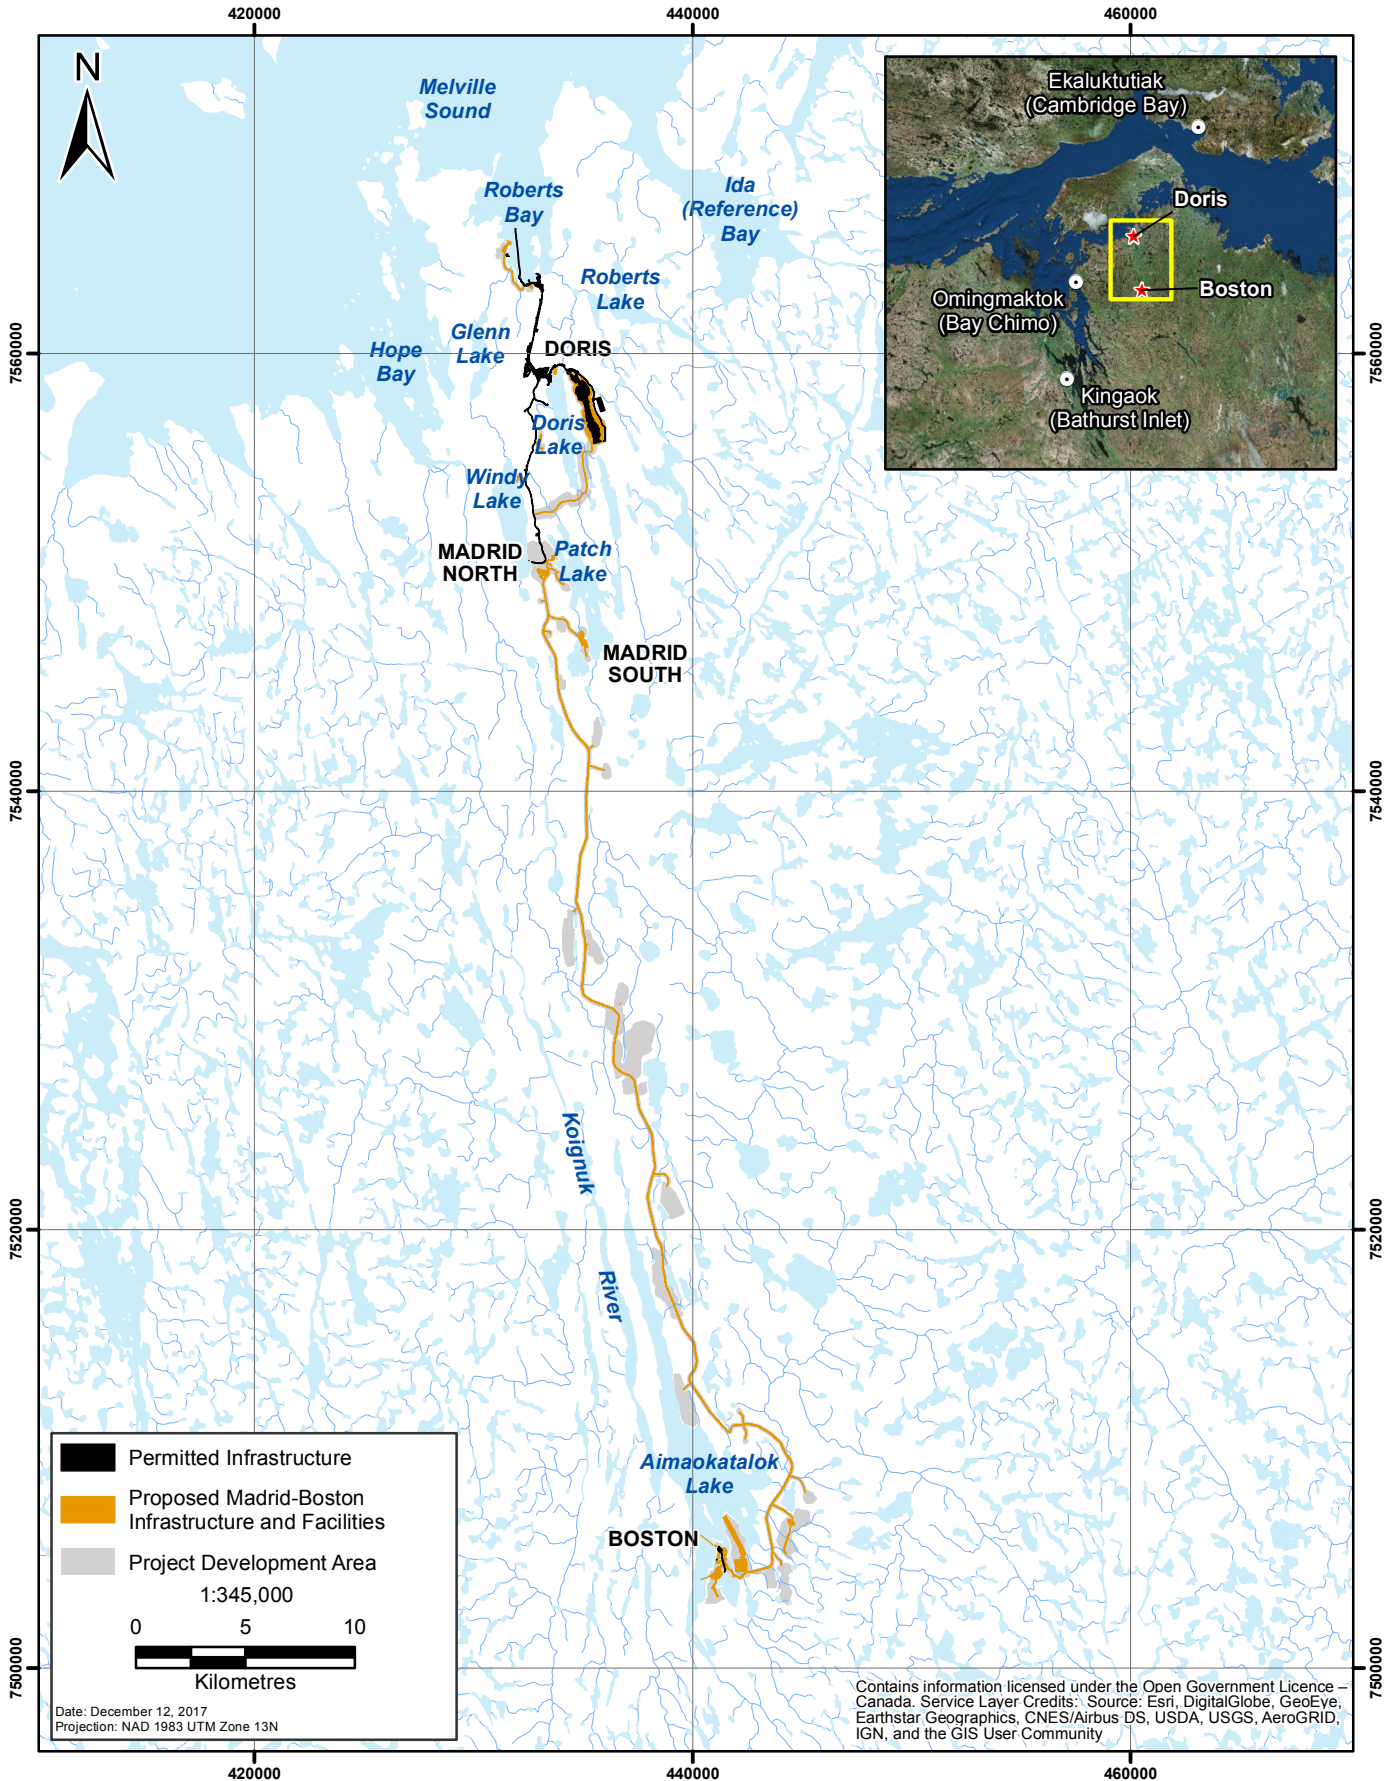 420000
440000
460000
N
Melville
Sound
Roberts
Bay
Ida
(Reference)
Bay
Roberts
Lake
Glenn
Lake
Hope
Bay
DORIS
Doris
Lake
Windy
Lake
MADRID
NORTH
Patch
Lake
MADRID
SOUTH
Koignuk
River
Aimaokatalok
Lake
BOSTON
Ekaluktutiak
(Cambridge Bay)
Doris
Boston
Omingmaktok
(Bay Chimo)
Kingaok
(Bathurst Inlet)
7560000
7560000
7540000
7540000
7520000
7520000
7500000
7500000
Permitted Infrastructure
Proposed Madrid-Boston
Infrastructure and Facilities
Project Development Area
1:345,000
0 5 10
Kilometres
Date: December 12, 2017
Projection: NAD 1983 UTM Zone 13N
Contains information licensed under the Open Government Licence –
Canada. Service Layer Credits: Source: Esri, DigitalGlobe, GeoEye,
Earthstar Geographics, CNES/Airbus DS, USDA, USGS, AeroGRID,
IGN, and the GIS User Community
420000
440000
460000